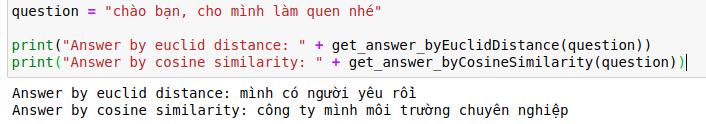 question = "chào bạn, cho mình làm quen nhé"
print("Answer by euclid distance: " + get_answer_byEuclidDistance(question))
print("Answer by cosine similarity: " + get_answer_byCosineSimilarity(question))
Answer by euclid distance: mình có người yêu rồi
Answer by cosine similarity: công ty mình môi trường chuyên nghiệp